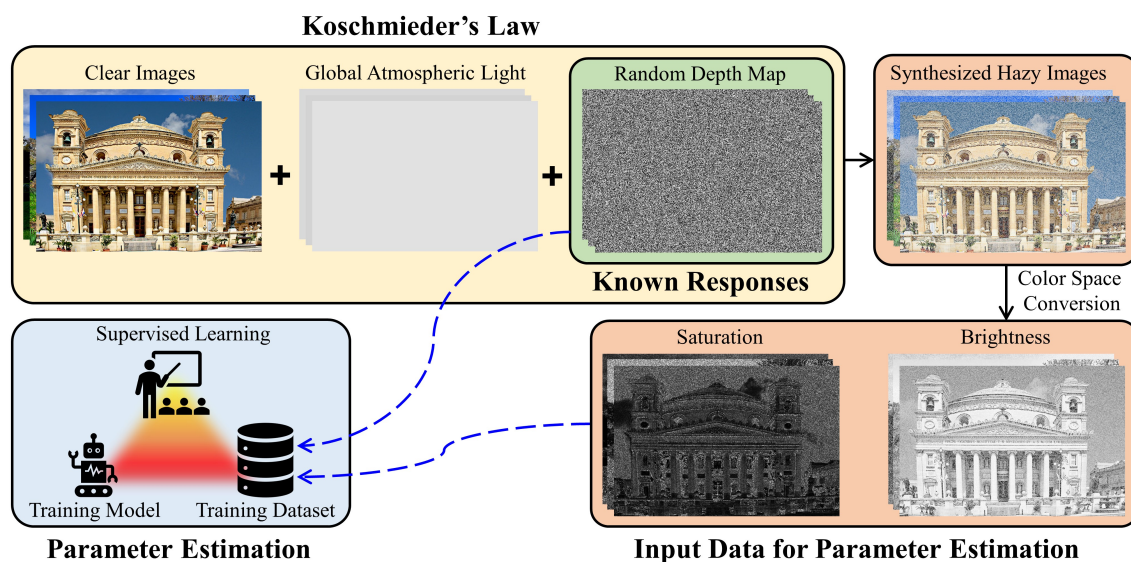 Koschmieder's Law
Clear Images
Global Atmospheric Light
Random Depth Map
Synthesized Hazy Images
+
+
Known Responses
Color Space
Conversion
Supervised Learning
Saturation
Brightness
Training Model
Training Dataset
Parameter Estimation
Input Data for Parameter Estimation